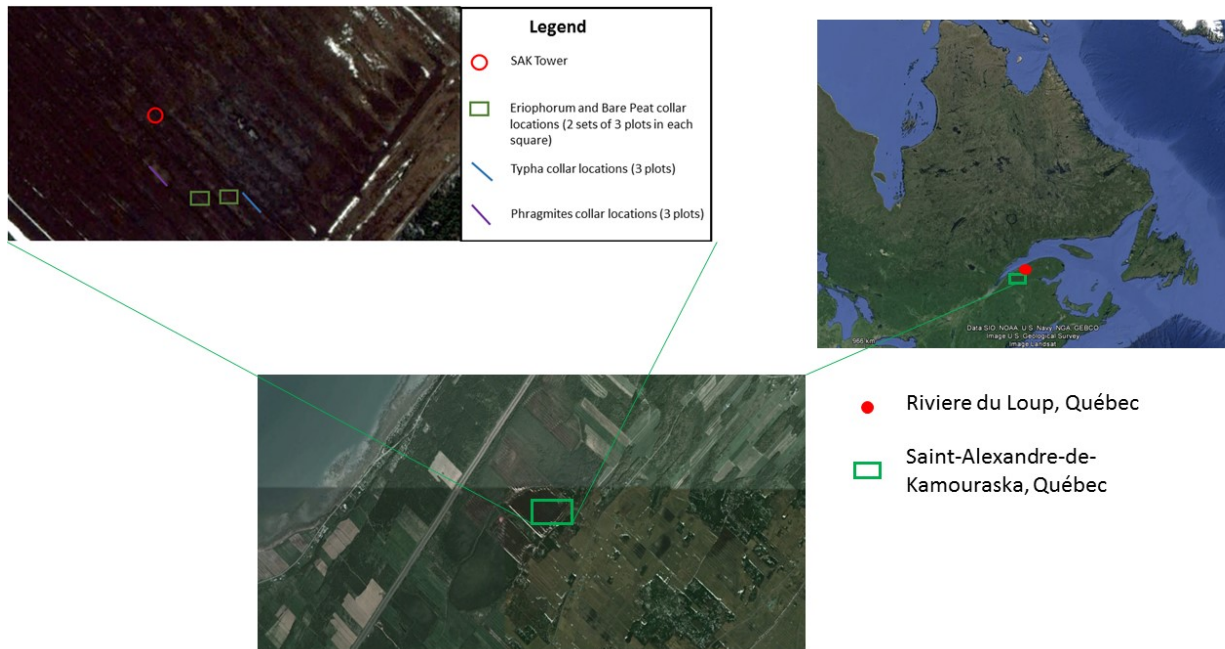 Legend
SAK Tower
Eriophorum and Bare Peat collar
locations (2 sets of 3 plots in each
square)
Typha collar locations (3 plots)
Phragmites collar locations (3 plots)
Data SIO, NOAA, U.S. Navy, NGA, GEBCO
Image U.S. Geological Survey
Image Landsat
966 km
Riviere du Loup, Québec
Saint-Alexandre-de-
Kamouraska, Québec